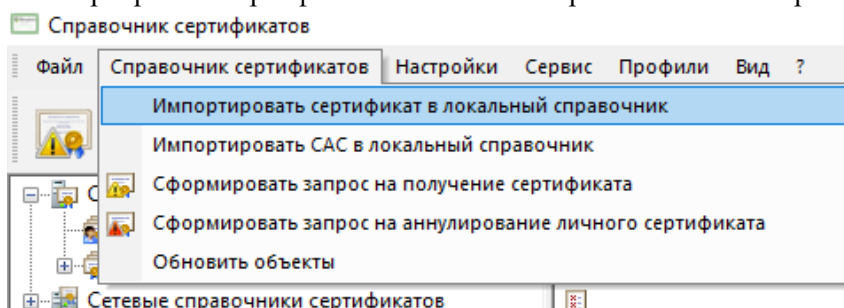 Справочник сертификатов
Файл Справочник сертификатов Настройки Сервис Профили Вид ?
Импортировать сертификат в локальный справочник
Импортировать САС в локальный справочник
Сформировать запрос на получение сертификата
Сформировать запрос на аннулирование личного сертификата
Обновить объекты
Сетевые справочники сертификатов